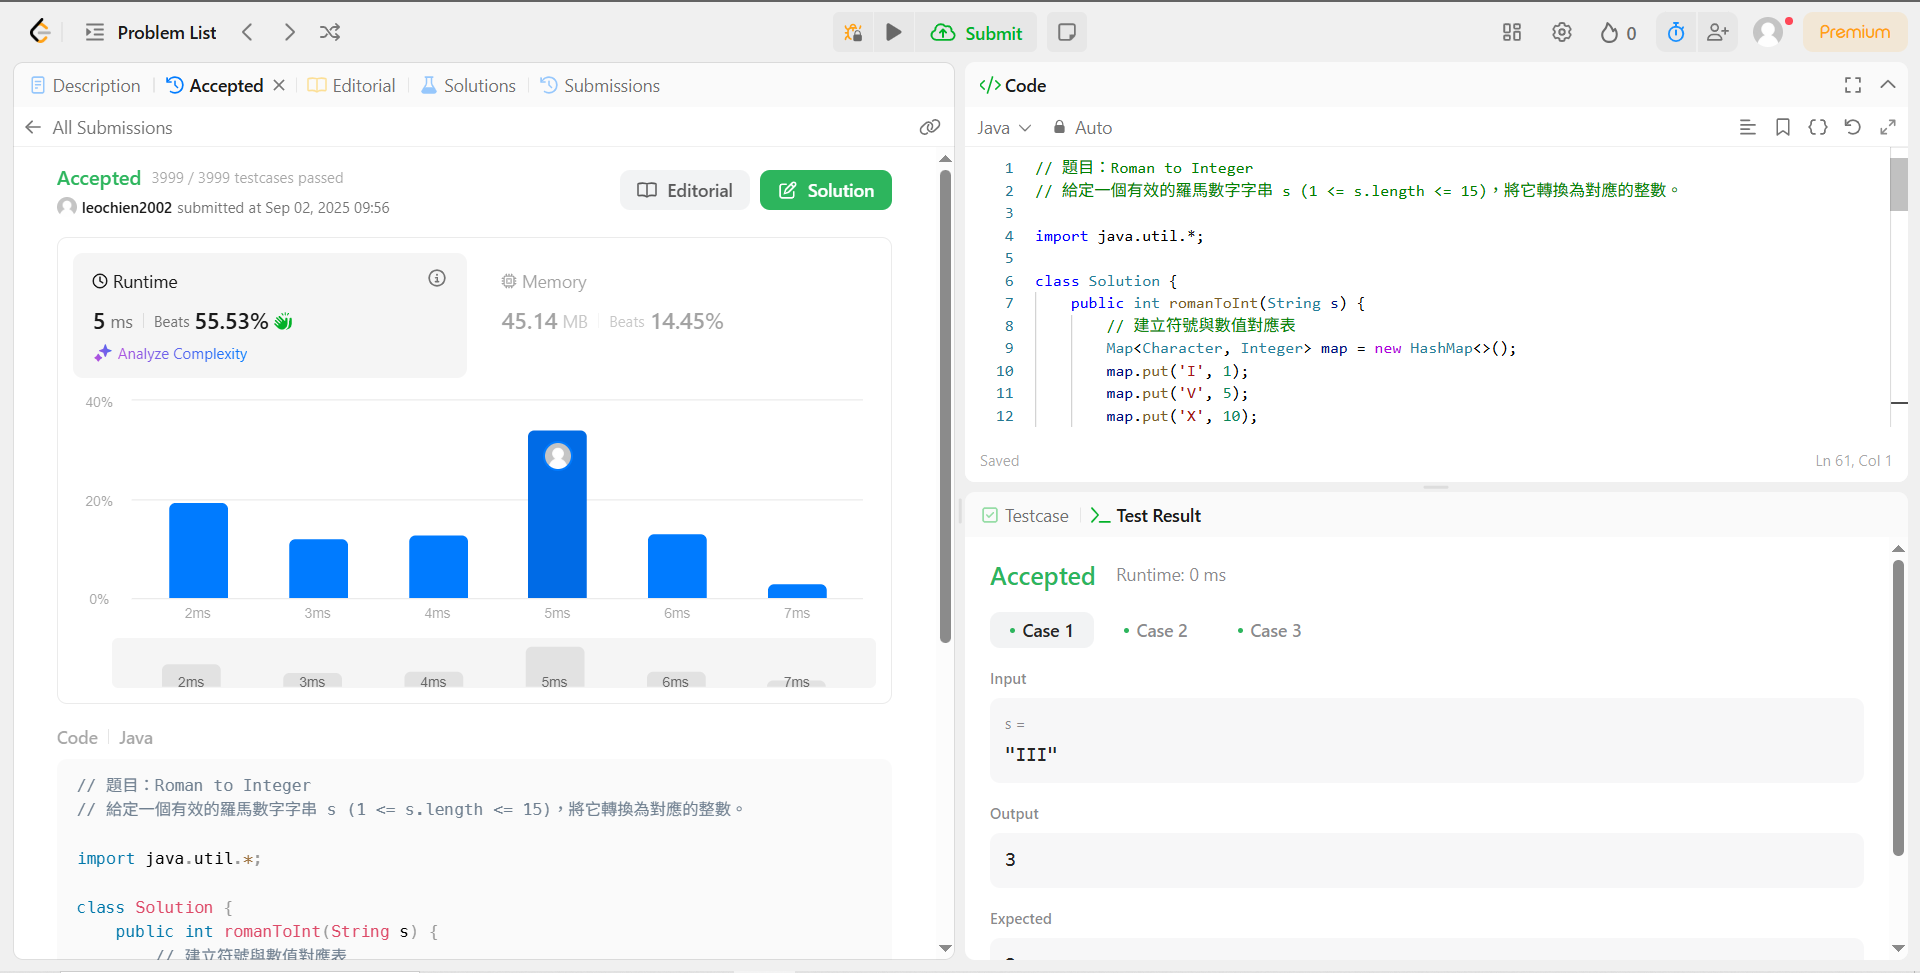 Problem List
Submit
0
Premium
Description
Accepted
Editorial
Solutions
Submissions
All Submissions
Accepted 3999 / 3999 testcases passed
leochien2002 submitted at Sep 02, 2025 09:56
Editorial
Solution
Runtime
5 ms Beats 55.53%
Analyze Complexity
Memory
45.14 MB Beats 14.45%
40%
20%
0%
2ms 3ms 4ms 5ms 6ms 7ms
2ms 3ms 4ms 5ms 6ms 7ms
Code Java
// 題目：Roman to Integer
// 給定一個有效的羅馬數字字串 s (1 <= s.length <= 15)，將它轉換為對應的整數。
import java.util.*;
class Solution {
public int romanToInt(String s) {
// 建立符號與數值對應表
</> Code
Java Auto
1 // 題目：Roman to Integer
2 // 給定一個有效的羅馬數字字串 s (1 <= s.length <= 15)，將它轉換為對應的整數。
3
4 import java.util.*;
5
6 class Solution {
7 public int romanToInt(String s) {
8 // 建立符號與數值對應表
9 Map<Character, Integer> map = new HashMap<>();
10 map.put('I', 1);
11 map.put('V', 5);
12 map.put('X', 10);
Saved
Ln 61, Col 1
Testcase
Test Result
Accepted Runtime: 0 ms
Case 1 Case 2 Case 3
Input
s =
"III"
Output
3
Expected